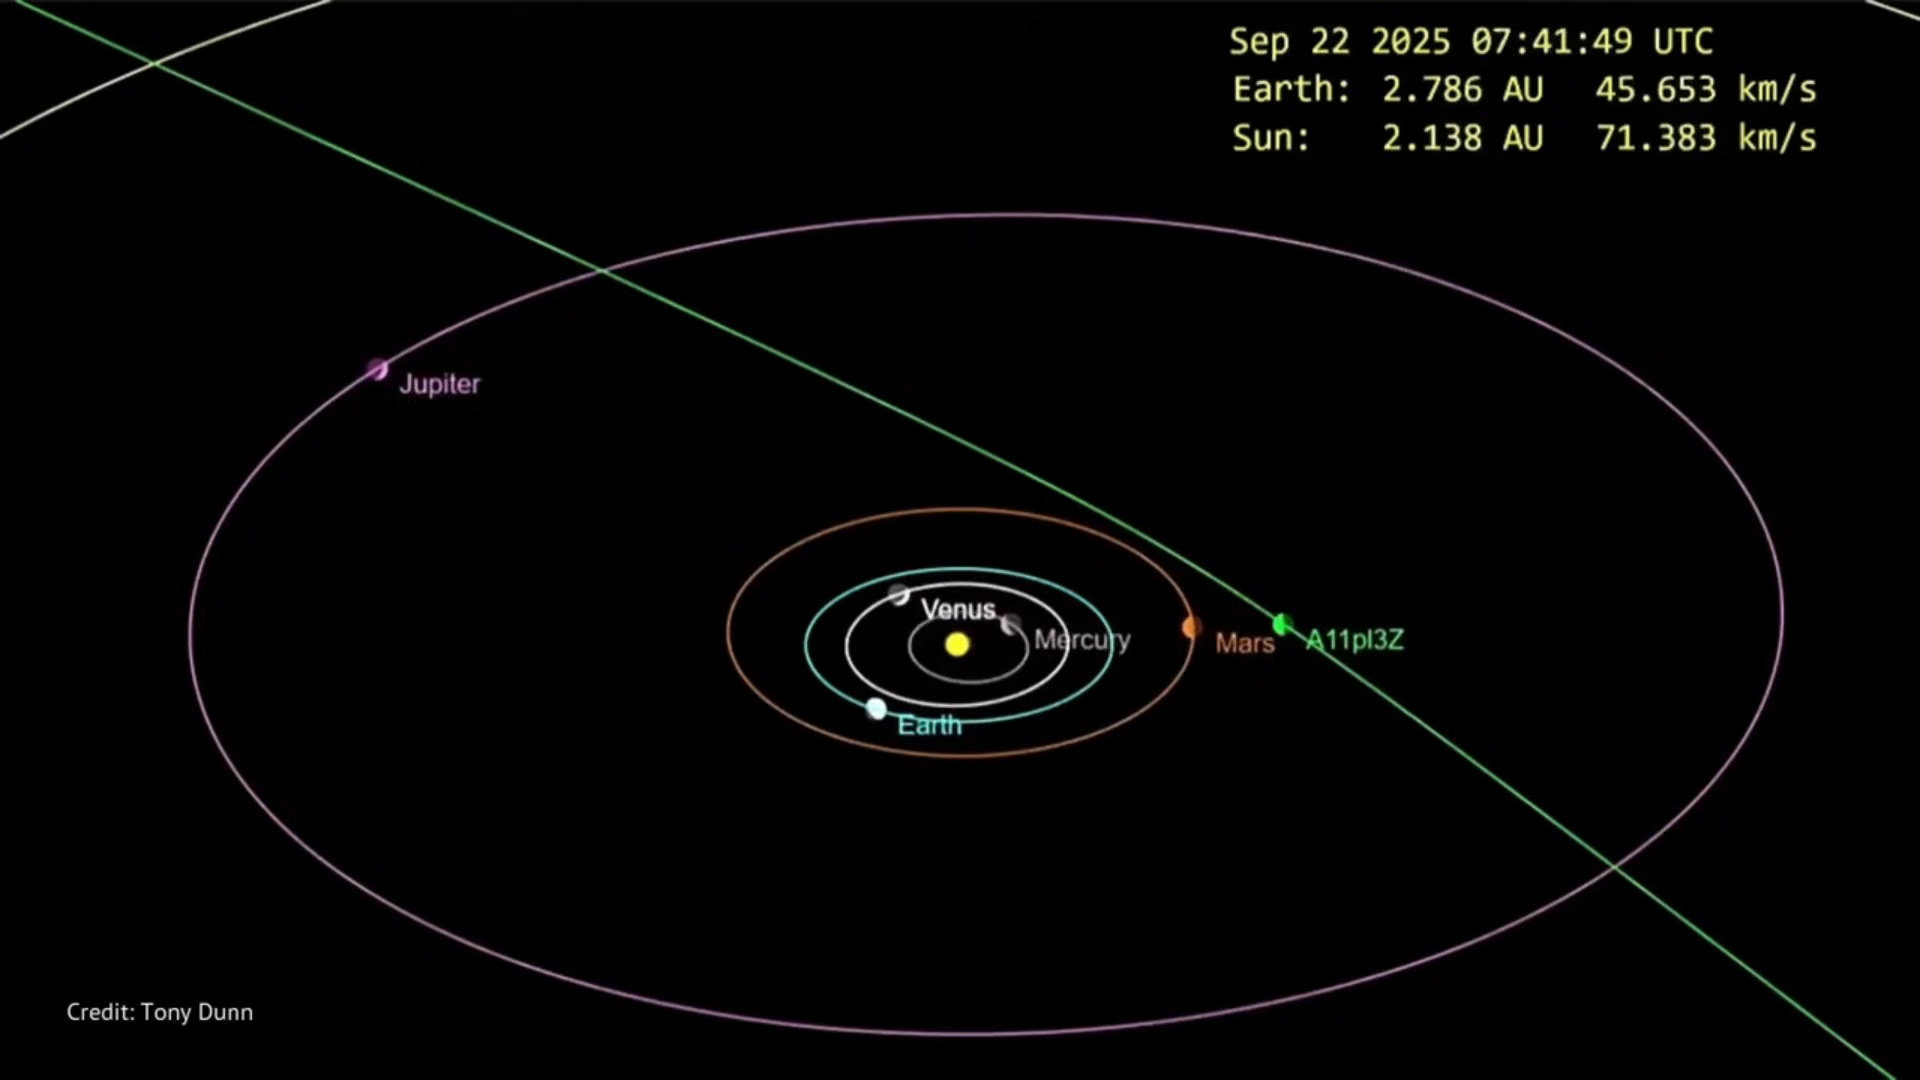 Sep 22 2025 07:41:49 UTC
Earth: 2.786 AU 45.653 km/s
Sun: 2.138 AU 71.383 km/s
Jupiter
Venus
Mercury
Mars
A11pl3Z
Earth
Credit: Tony Dunn